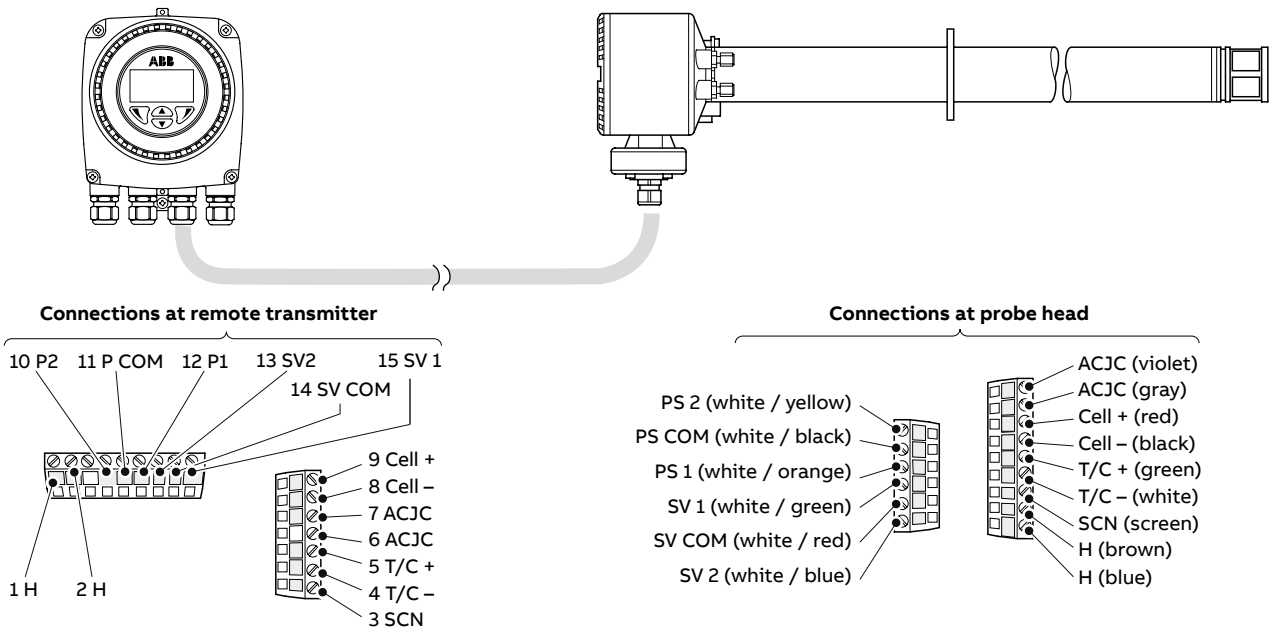 ABB
Connections at remote transmitter
10 P2 11 P COM 12 P1 13 SV2 15 SV 1
14 SV COM
9 Cell +
8 Cell –
7 ACJC
6 ACJC
5 T/C +
4 T/C –
3 SCN
1 H 2 H
Connections at probe head
PS 2 (white / yellow)
PS COM (white / black)
PS 1 (white / orange)
SV 1 (white / green)
SV COM (white / red)
SV 2 (white / blue)
ACJC (violet)
ACJC (gray)
Cell + (red)
Cell – (black)
T/C + (green)
T/C – (white)
SCN (screen)
H (brown)
H (blue)